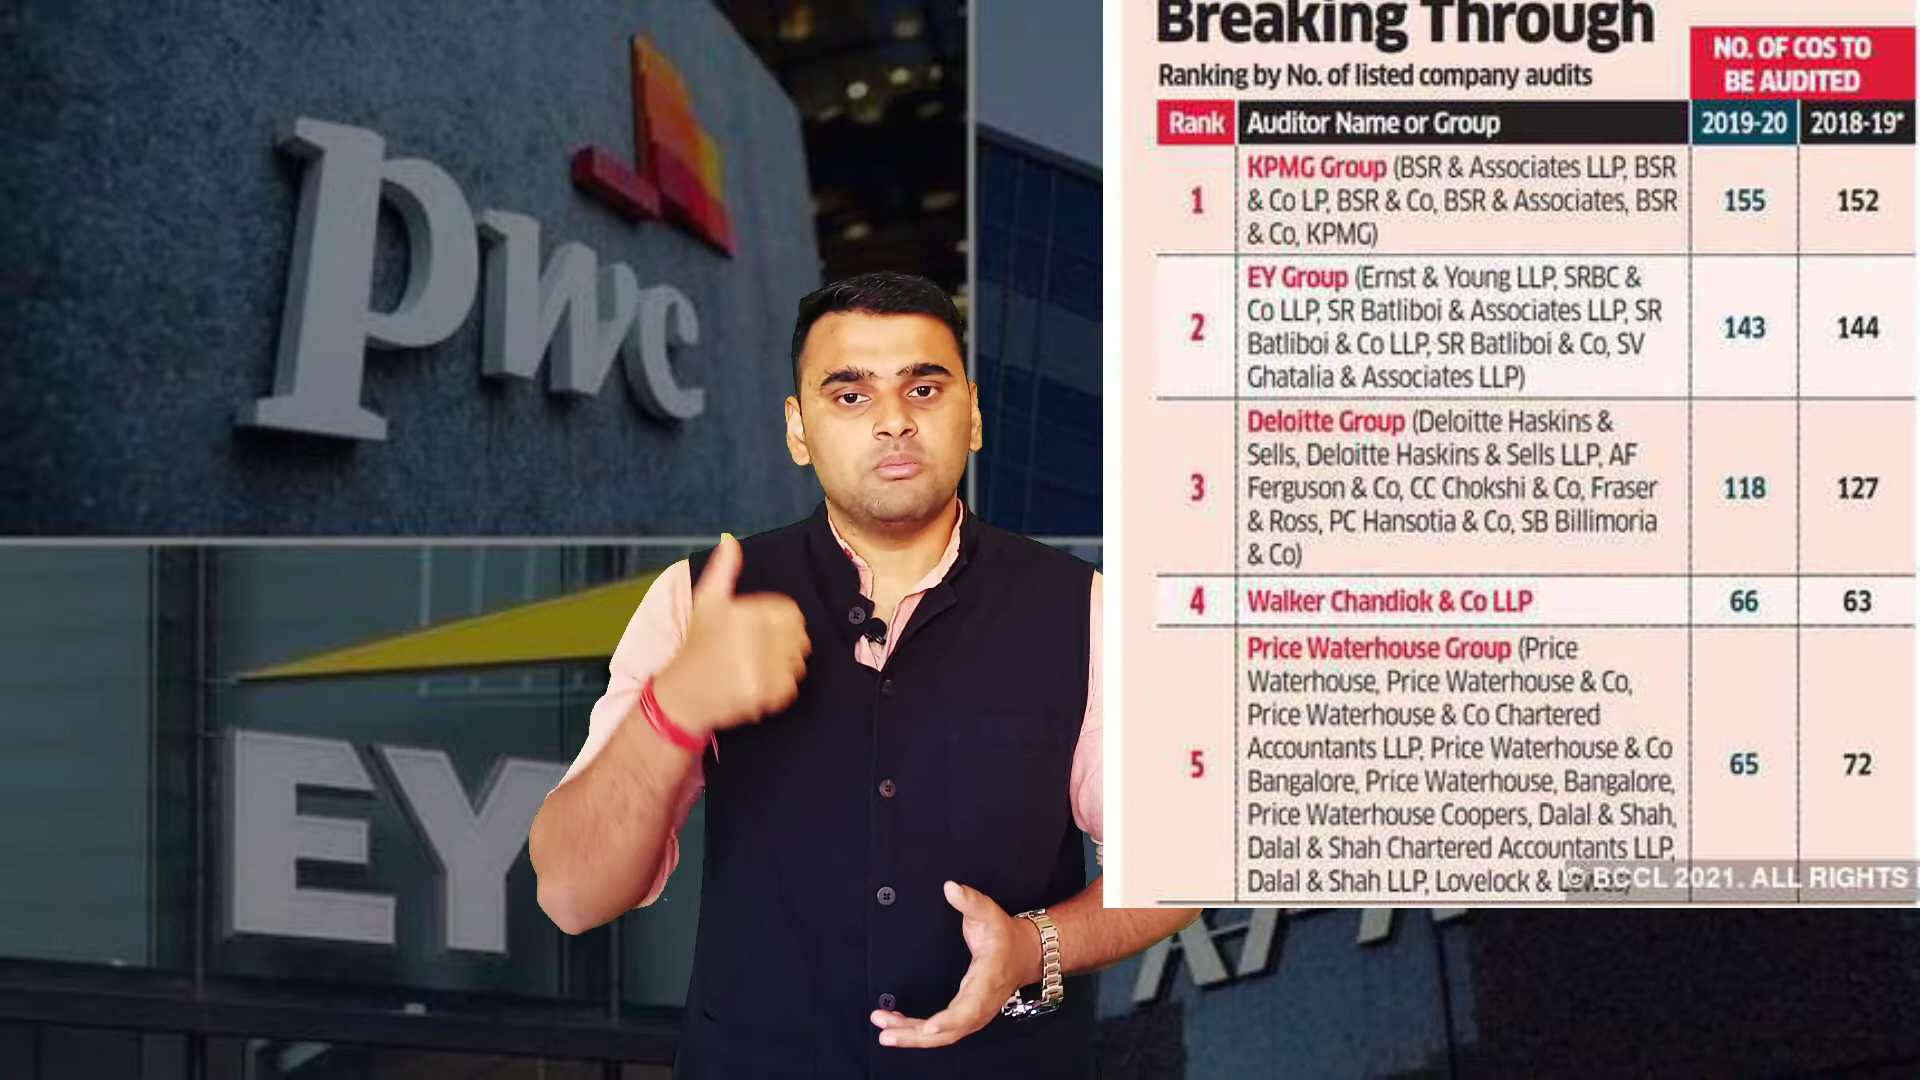 pwc
EY
Breaking Through
Ranking by No. of listed company audits
NO. OF COS TO
BE AUDITED
Rank Auditor Name or Group 2019-20 2018-19*
1 KPMG Group (BSR & Associates LLP, BSR
& Co LP, BSR & Co, BSR & Associates, BSR
& Co, KPMG) 155 152
2 EY Group (Ernst & Young LLP, SRBC &
Co LLP, SR Batliboi & Associates LLP, SR
Batliboi & Co LLP, SR Batliboi & Co, SV
Ghatalia & Associates LLP) 143 144
3 Deloitte Group (Deloitte Haskins &
Sells, Deloitte Haskins & Sells LLP, AF
Ferguson & Co, CC Chokshi & Co, Fraser
& Ross, PC Hansotia & Co, SB Billimoria
& Co) 118 127
4 Walker Chandiok & Co LLP 66 63
5 Price Waterhouse Group (Price
Waterhouse, Price Waterhouse & Co,
Price Waterhouse & Co Chartered
Accountants LLP, Price Waterhouse & Co
Bangalore, Price Waterhouse, Bangalore,
Price Waterhouse Coopers, Dalal & Shah,
Dalal & Shah Chartered Accountants LLP,
Dalal & Shah LLP, Lovelock & 65 72
© BCCL 2021. ALL RIGHTS